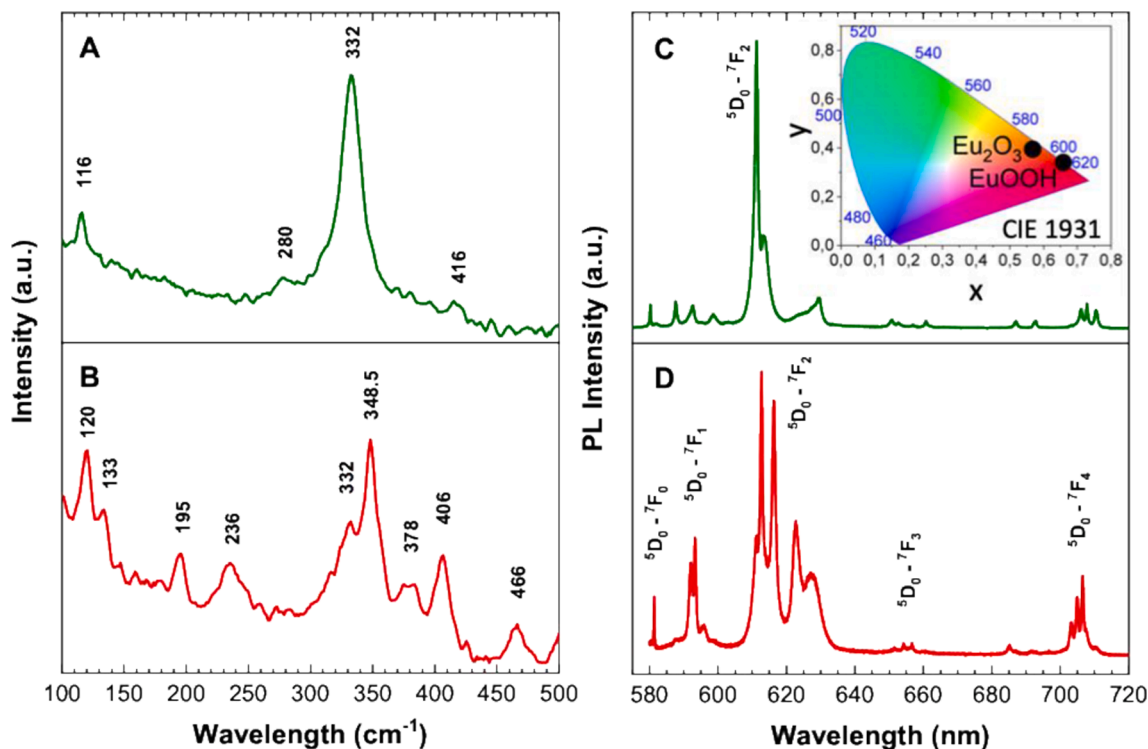 A
332
116
280
416
B
120
133
195
236
332
348.5
378
406
466
Intensity (a.u.)
100 150 200 250 300 350 400 450 500
Wavelength (cm⁻¹)
C
⁵D₀ - ⁷F₂
0,8
0,6
0,4
0,2
0,0
y
520
540
560
500
580
600
620
480
460
Eu₂O₃
EuOOH
CIE 1931
0,0 0,1 0,2 0,3 0,4 0,5 0,6 0,7 0,8
x
D
⁵D₀ - ⁷F₀
⁵D₀ - ⁷F₁
⁵D₀ - ⁷F₂
⁵D₀ - ⁷F₃
⁵D₀ - ⁷F₄
PL Intensity (a.u.)
580 600 620 640 660 680 700 720
Wavelength (nm)